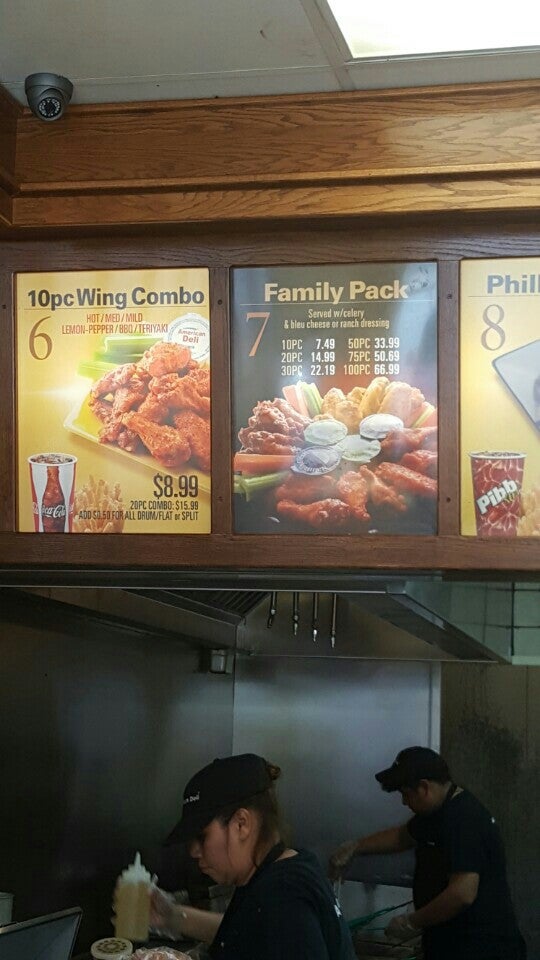 10pc Wing Combo
6
HOT / MED / MILD
LEMON-PEPPER / BBQ / TERIYAKI
American
Deli
$8.99
20PC COMBO: $15.99
ADD $0.50 FOR ALL DRUM/FLAT or SPLIT
Coca-Cola
Family Pack
7
Served w/celery
& bleu cheese or ranch dressing
10PC 7.49 50PC 33.99
20PC 14.99 75PC 50.69
30PC 22.19 100PC 66.99
Phill
8
Pibb
Deli